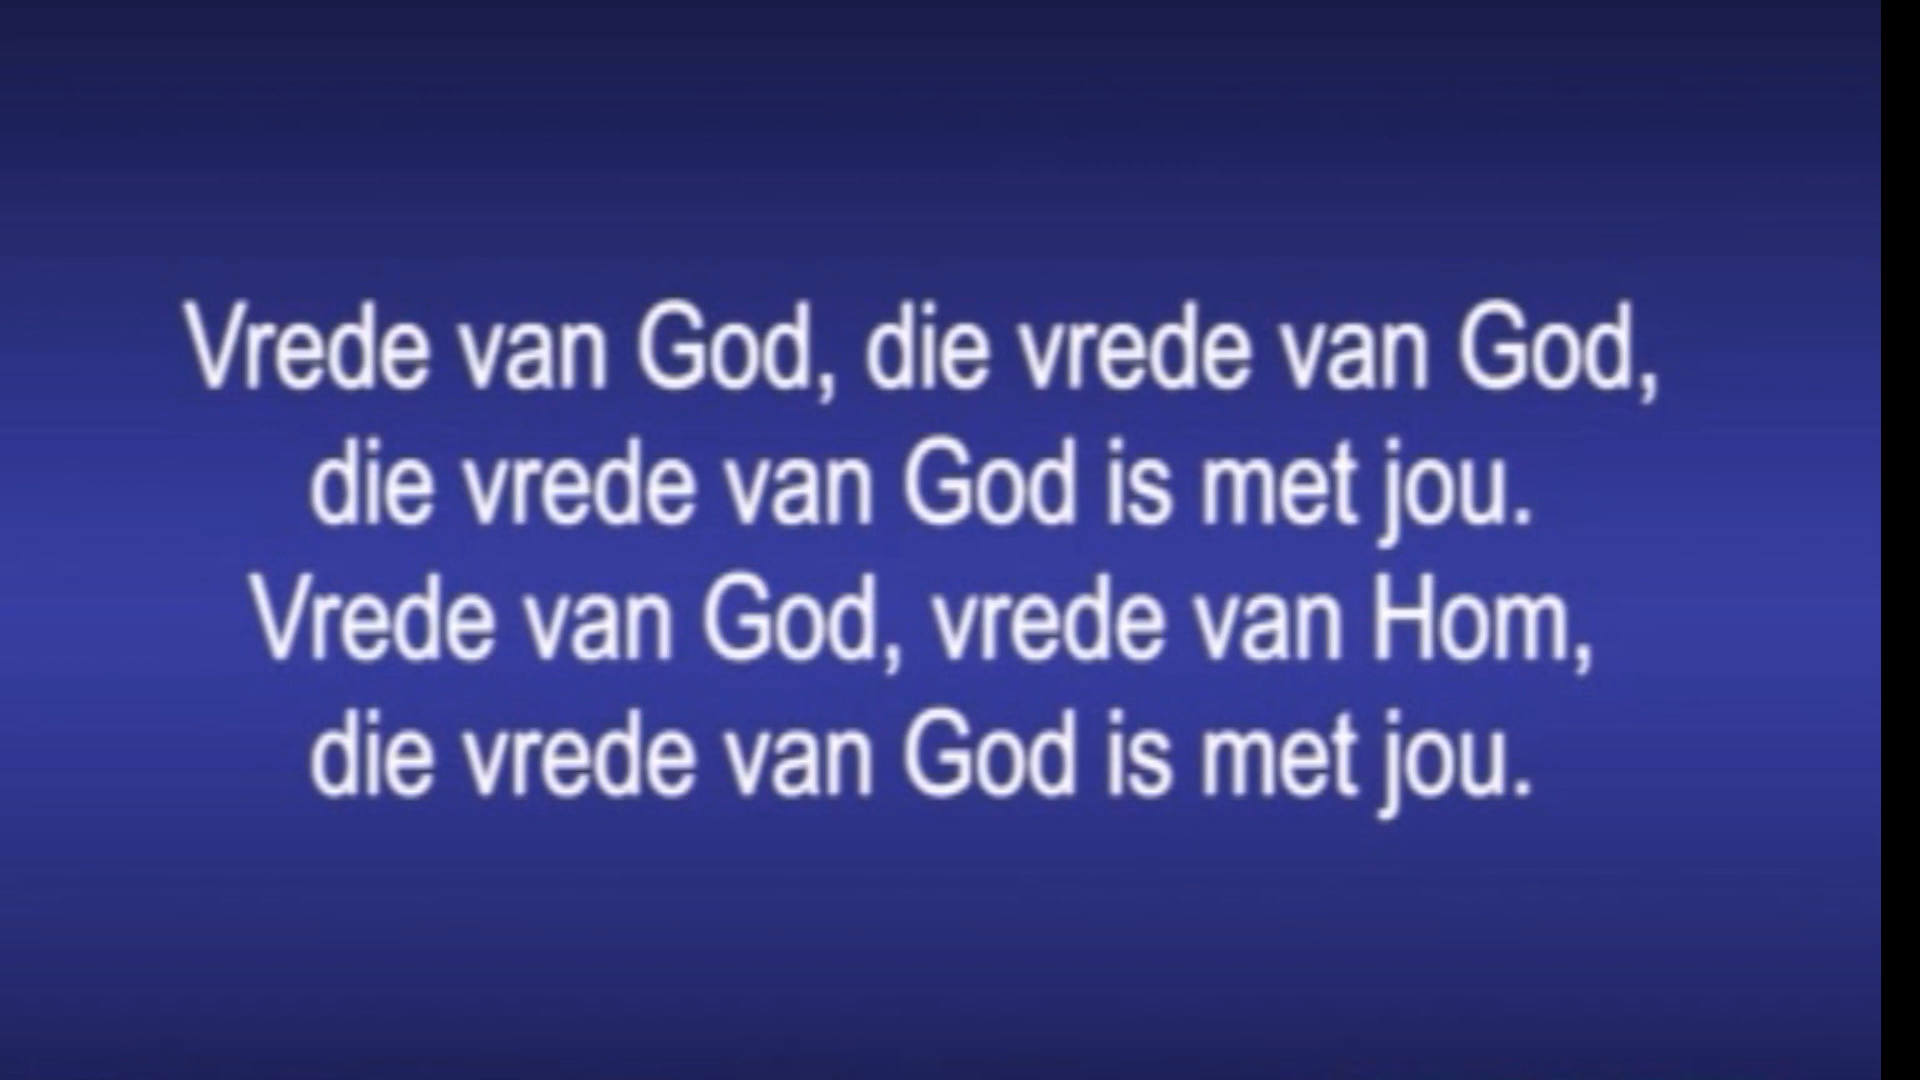 Vrede van God, die vrede van God,
die vrede van God is met jou.
Vrede van God, vrede van Hom,
die vrede van God is met jou.